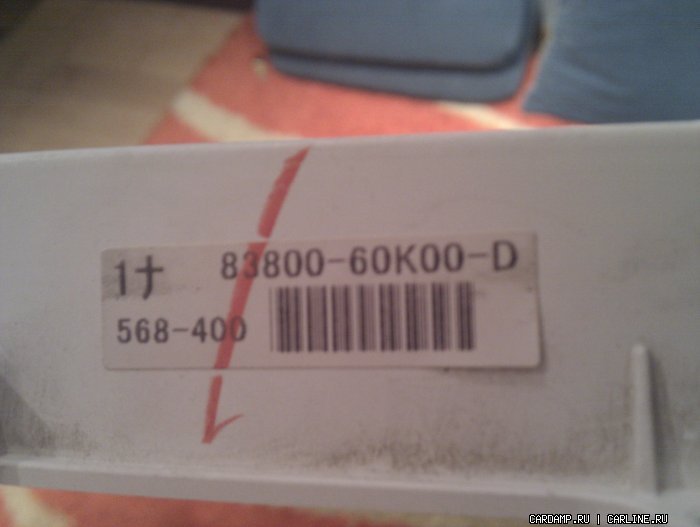 1ナ 83800-60K00-D
568-400
CARDAMP.RU | CARLINE.RU